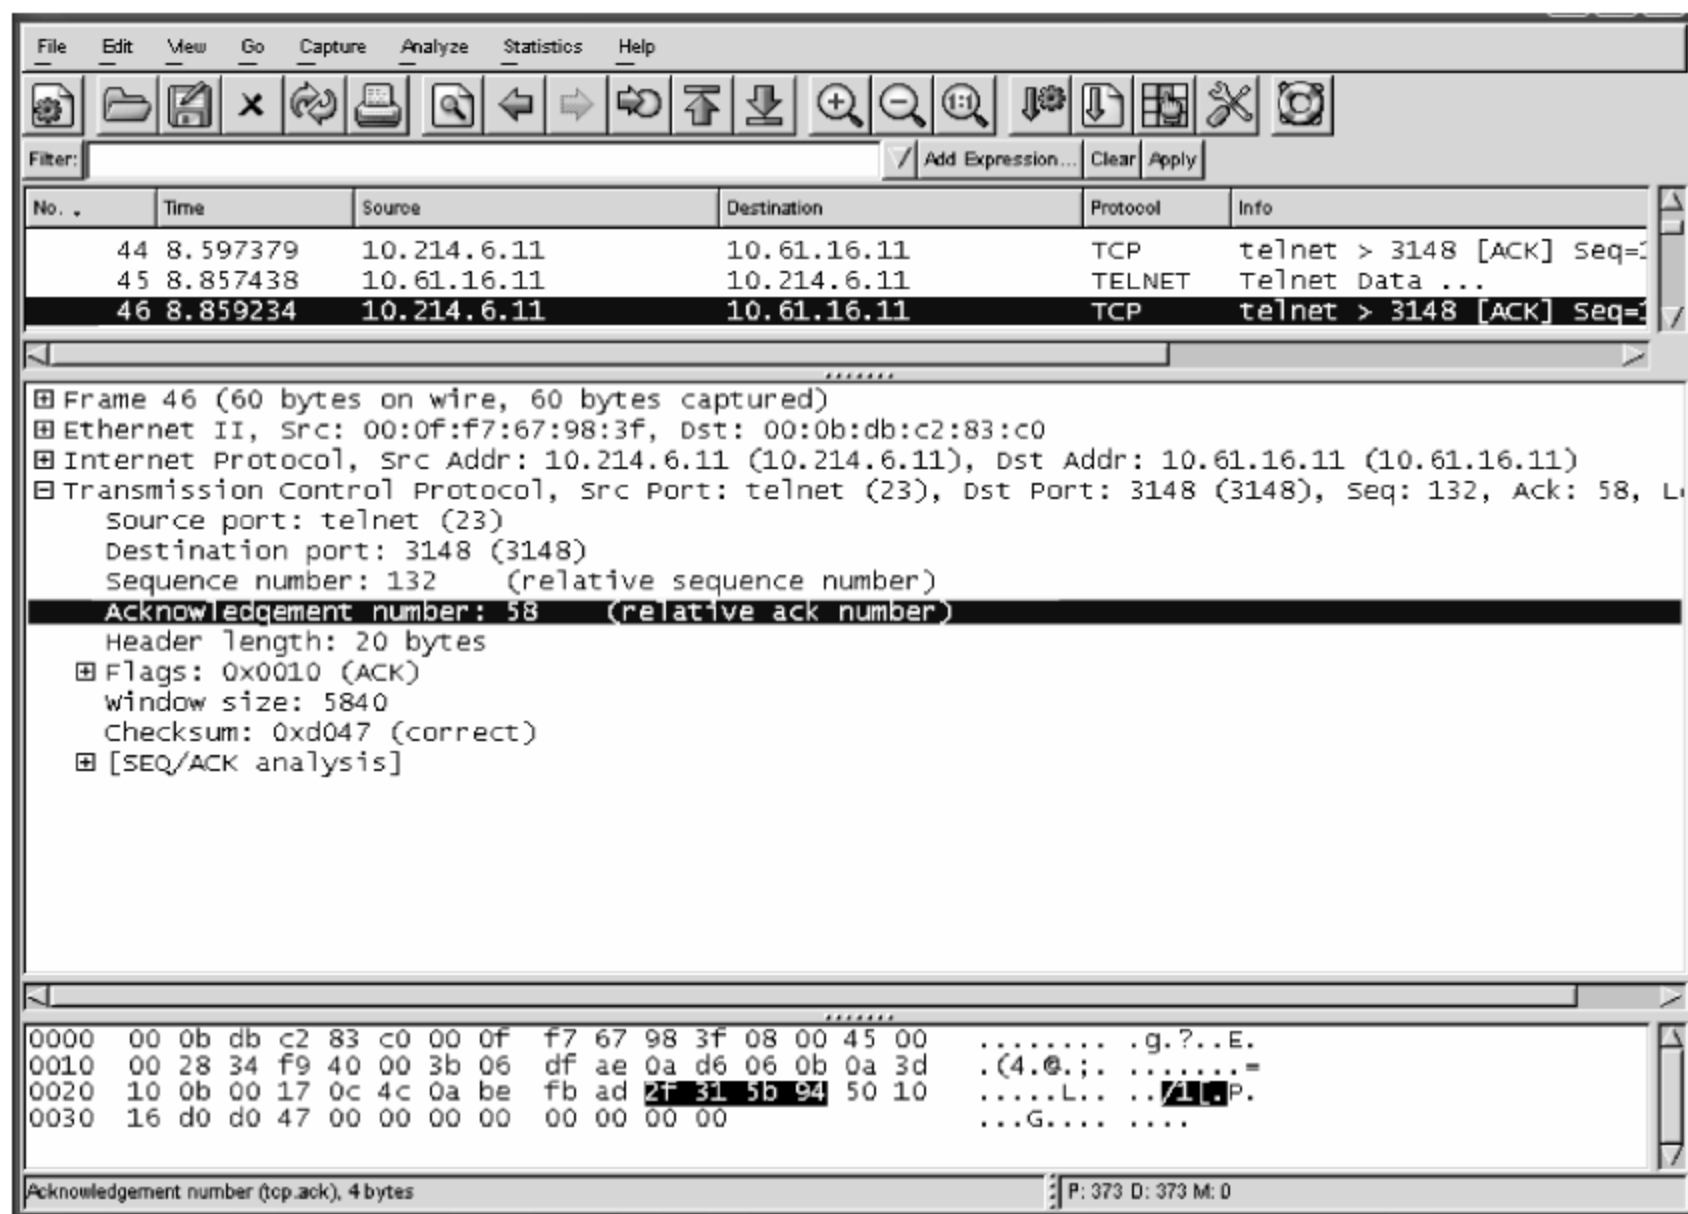 File Edit View Go Capture Analyze Statistics Help
Filter: Add Expression... Clear Apply
No. . Time Source Destination Protocol Info
44 8.597379 10.214.6.11 10.61.16.11 TCP telnet > 3148 [ACK] Seq=1
45 8.857438 10.61.16.11 10.214.6.11 TELNET Telnet Data ...
46 8.859234 10.214.6.11 10.61.16.11 TCP telnet > 3148 [ACK] Seq=1
Frame 46 (60 bytes on wire, 60 bytes captured)
Ethernet II, Src: 00:0f:f7:67:98:3f, Dst: 00:0b:db:c2:83:c0
Internet Protocol, Src Addr: 10.214.6.11 (10.214.6.11), Dst Addr: 10.61.16.11 (10.61.16.11)
Transmission Control Protocol, Src Port: telnet (23), Dst Port: 3148 (3148), Seq: 132, Ack: 58, L
Source port: telnet (23)
Destination port: 3148 (3148)
Sequence number: 132 (relative sequence number)
Acknowledgement number: 58 (relative ack number)
Header length: 20 bytes
Flags: 0x0010 (ACK)
Window size: 5840
Checksum: 0xd047 (correct)
[SEQ/ACK analysis]
0000 00 0b db c2 83 c0 00 0f f7 67 98 3f 08 00 45 00 ........ .g.?..E.
0010 00 28 34 f9 40 00 3b 06 df ae 0a d6 06 0b 0a 3d .(4.@.;. .......=
0020 10 0b 00 17 0c 4c 0a be fb ad 2f 31 5b 94 50 10 .....L.. ../1[.P.
0030 16 d0 d0 47 00 00 00 00 00 00 00 00 ...G.... ....
Acknowledgement number (tcp.ack), 4 bytes P: 373 D: 373 M: 0